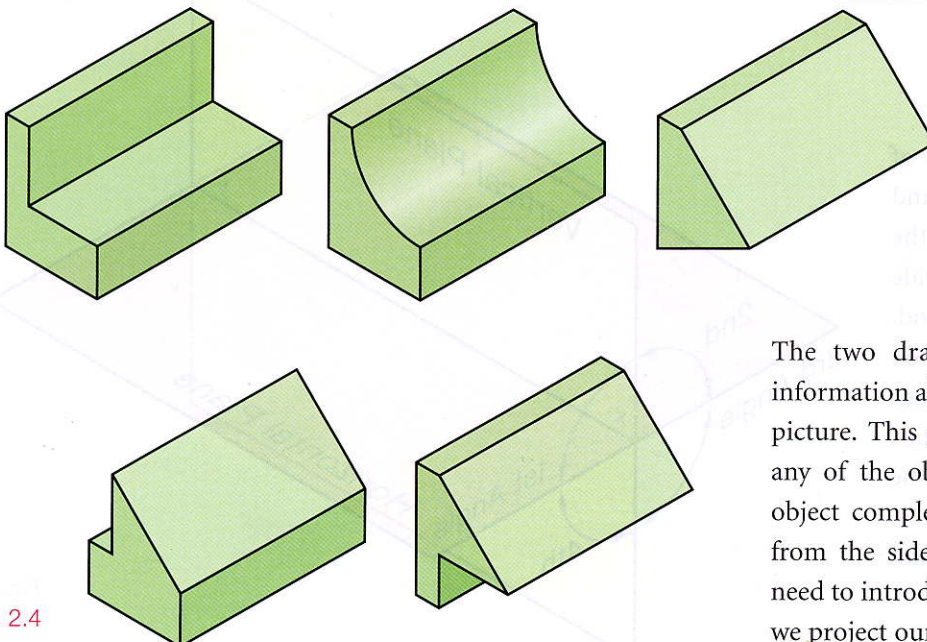 The two dra
information a
picture. This
any of the ob
object comple
from the side
need to introd
we project our
2.4